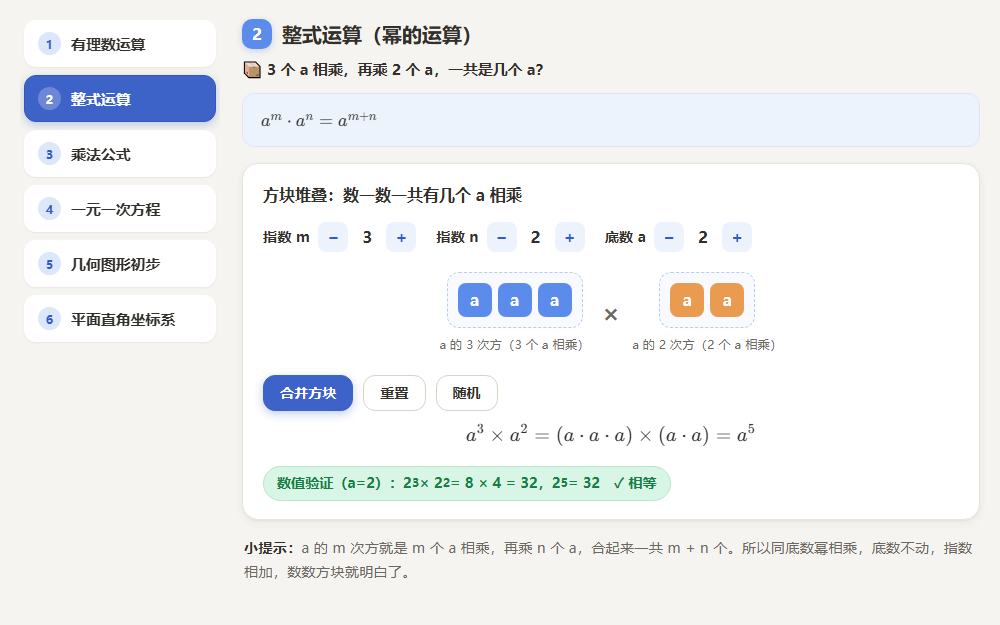 1 有理数运算
2 整式运算
3 乘法公式
4 一元一次方程
5 几何图形初步
6 平面直角坐标系
2 整式运算（幂的运算）
3 个 a 相乘，再乘 2 个 a，一共是几个 a？
a^m · a^n = a^{m+n}
方块堆叠：数一数一共有几个 a 相乘
指数 m − 3 + 指数 n − 2 + 底数 a − 2 +
a a a × a a
a 的 3 次方（3 个 a 相乘） a 的 2 次方（2 个 a 相乘）
合并方块 重置 随机
a³ × a² = (a · a · a) × (a · a) = a⁵
数值验证（a=2）：2³× 2²= 8 × 4 = 32，2⁵= 32 ✓ 相等
小提示：a 的 m 次方就是 m 个 a 相乘，再乘 n 个 a，合起来一共 m + n 个。所以同底数幂相乘，底数不动，指数
相加，数数方块就明白了。